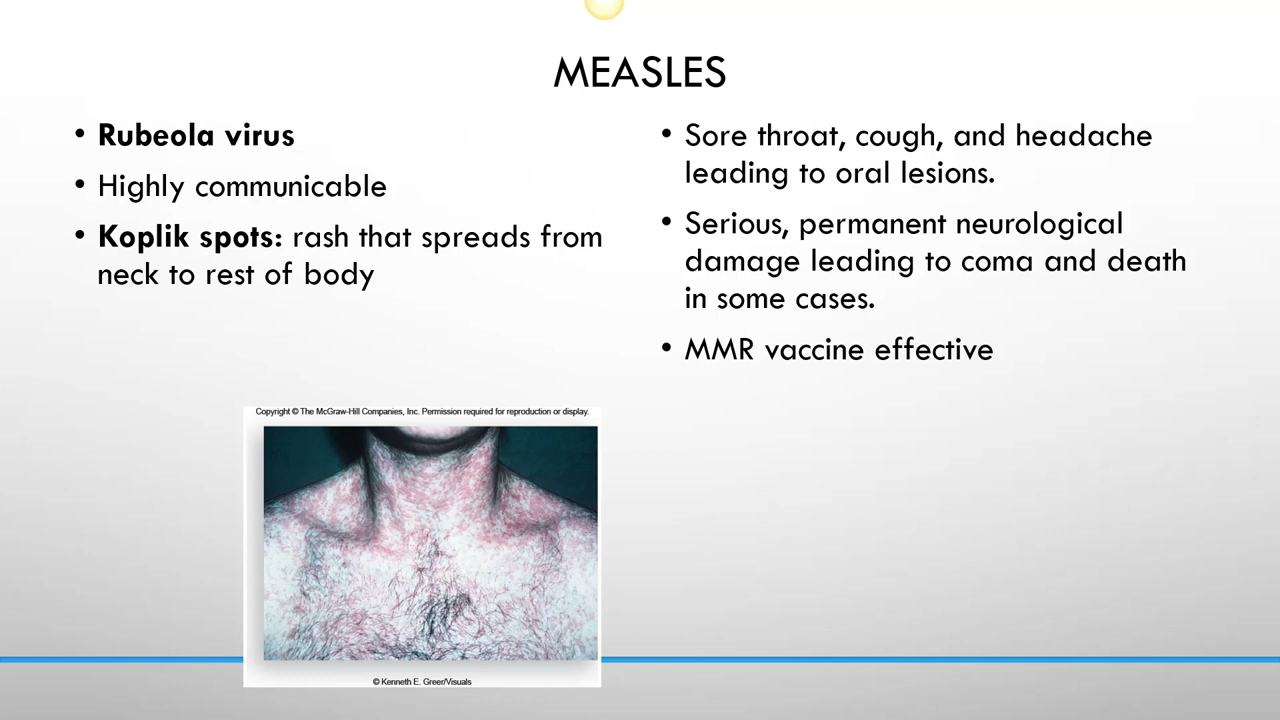 MEASLES
• Rubeola virus
• Highly communicable
• Koplik spots: rash that spreads from
neck to rest of body
• Sore throat, cough, and headache
leading to oral lesions.
• Serious, permanent neurological
damage leading to coma and death
in some cases.
• MMR vaccine effective
Copyright © The McGraw-Hill Companies, Inc. Permission required for reproduction or display.
© Kenneth E. Greer/Visuals